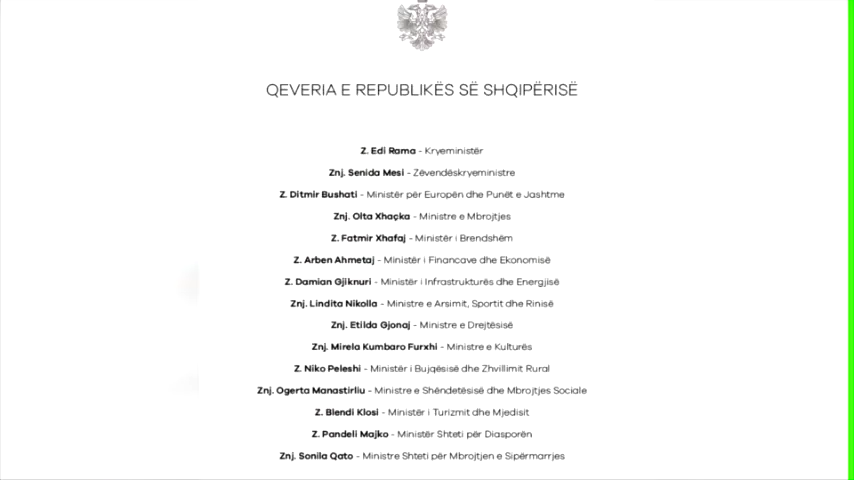 QEVERIA E REPUBLIKËS SË SHQIPËRISË
Z. Edi Rama - Kryeministër
Znj. Senida Mesi - Zëvendëskryeministre
Z. Ditmir Bushati - Ministër për Europën dhe Punët e Jashtme
Znj. Olta Xhaçka - Ministre e Mbrojtjes
Z. Fatmir Xhafaj - Ministër i Brendshëm
Z. Arben Ahmetaj - Ministër i Financave dhe Ekonomisë
Z. Damian Gjiknuri - Ministër i Infrastrukturës dhe Energjisë
Znj. Lindita Nikolla - Ministre e Arsimit, Sportit dhe Rinisë
Znj. Etilda Gjonaj - Ministre e Drejtësisë
Znj. Mirela Kumbaro Furxhi - Ministre e Kulturës
Z. Niko Peleshi - Ministër i Bujqësisë dhe Zhvillimit Rural
Znj. Ogerta Manastirliu - Ministre e Shëndetësisë dhe Mbrojtjes Sociale
Z. Blendi Klosi - Ministër i Turizmit dhe Mjedisit
Z. Pandeli Majko - Ministër Shteti për Diasporën
Znj. Sonila Qato - Ministre Shteti për Mbrojtjen e Sipërmarrjes